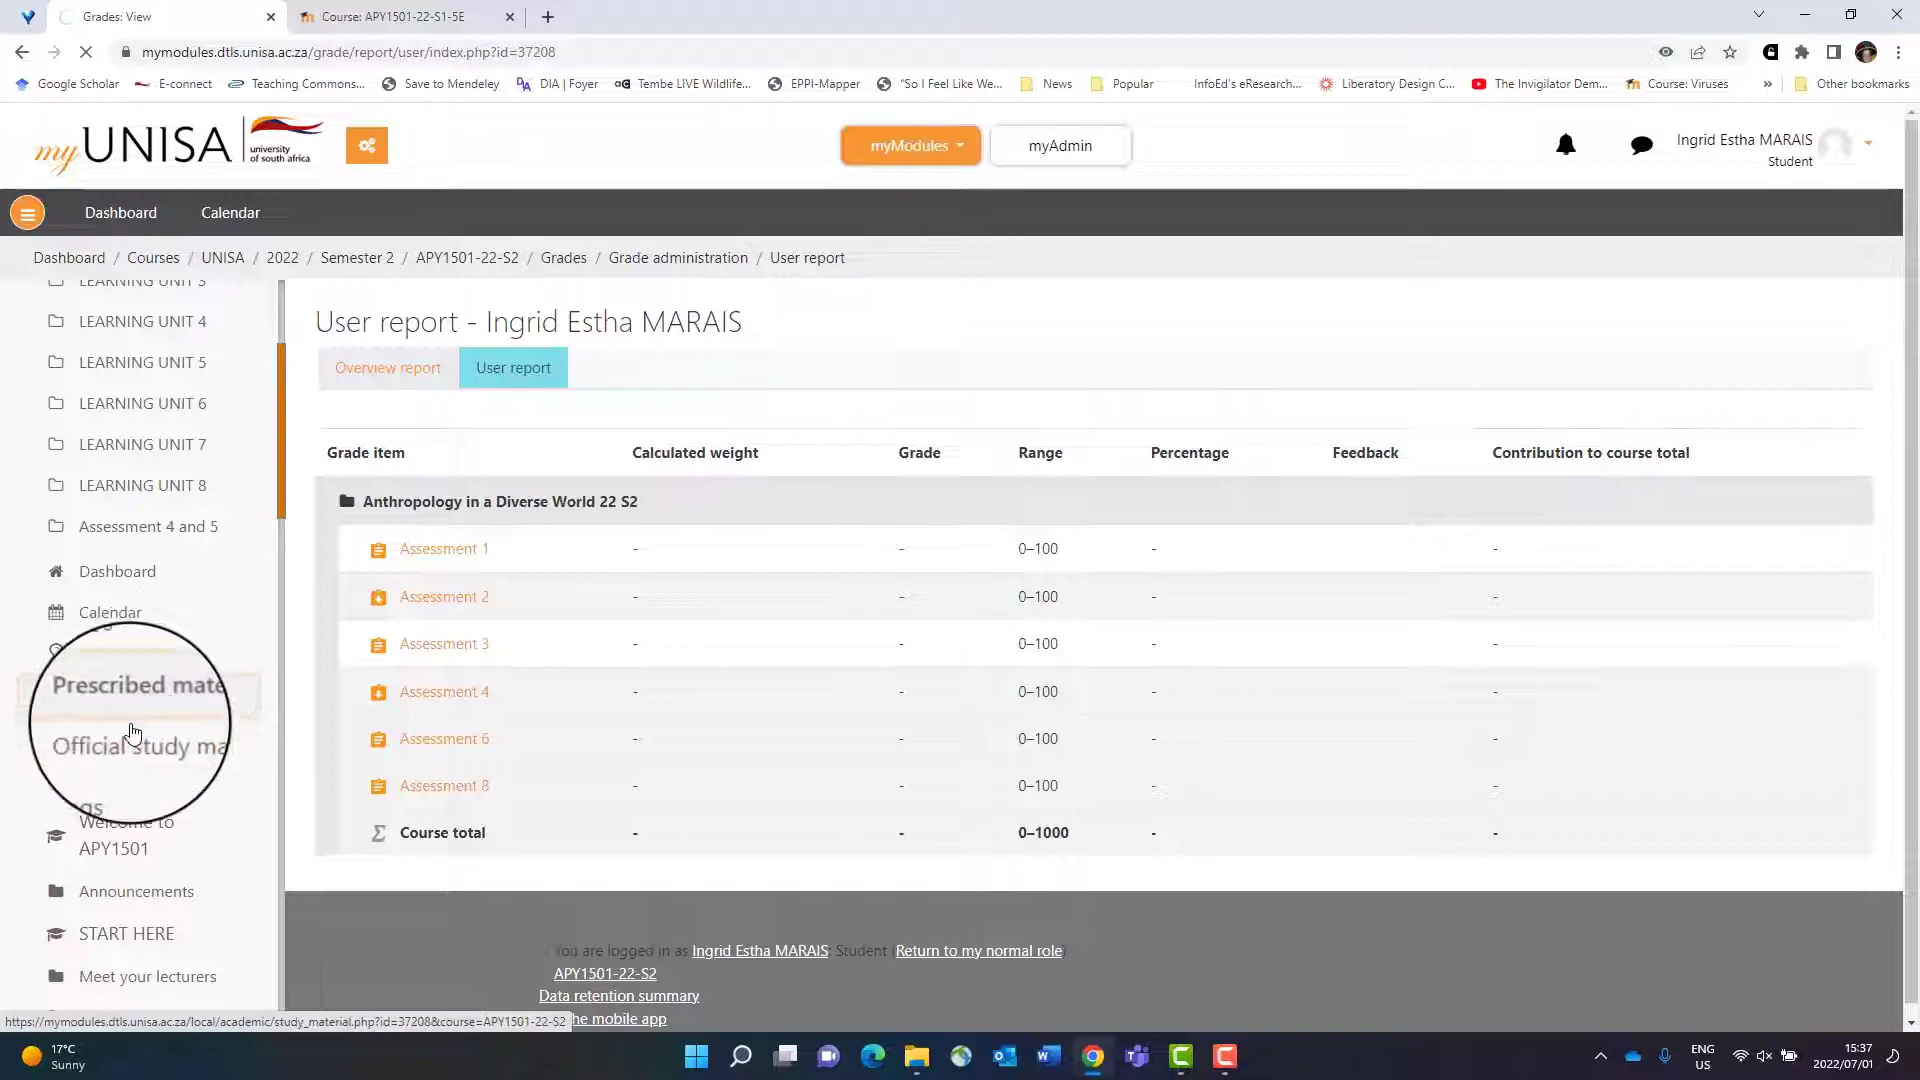 Grades: View
Course: APY1501-22-S1-5E
mymodules.dtls.unisa.ac.za/grade/report/user/index.php?id=37208
Google Scholar
E-connect
Teaching Commons...
Save to Mendeley
DIA | Foyer
Tembe LIVE Wildlife...
EPPI-Mapper
"So I Feel Like We...
News
Popular
InfoEd's eResearch...
Liberatory Design C...
The Invigilator Dem...
Course: Viruses
»
Other bookmarks
my UNISA
university
of south africa
myModules
myAdmin
Ingrid Estha MARAIS
Student
Dashboard
Calendar
Dashboard / Courses / UNISA / 2022 / Semester 2 / APY1501-22-S2 / Grades / Grade administration / User report
LEARNING UNIT 3
LEARNING UNIT 4
LEARNING UNIT 5
LEARNING UNIT 6
LEARNING UNIT 7
LEARNING UNIT 8
Assessment 4 and 5
Dashboard
Calendar
Prescribed mate
Official study ma
gs
Welcome to
APY1501
Announcements
START HERE
Meet your lecturers
User report - Ingrid Estha MARAIS
Overview report
User report
Grade item Calculated weight Grade Range Percentage Feedback Contribution to course total
Anthropology in a Diverse World 22 S2
Assessment 1 - - 0–100 - -
Assessment 2 - - 0–100 - -
Assessment 3 - - 0–100 - -
Assessment 4 - - 0–100 - -
Assessment 6 - - 0–100 - -
Assessment 8 - - 0–100 - -
Σ Course total - - 0–1000 - -
You are logged in as Ingrid Estha MARAIS: Student (Return to my normal role)
APY1501-22-S2
Data retention summary
he mobile app
https://mymodules.dtls.unisa.ac.za/local/academic/study_material.php?id=37208&course=APY1501-22-S2
17°C
Sunny
ENG
US
15:37
2022/07/01